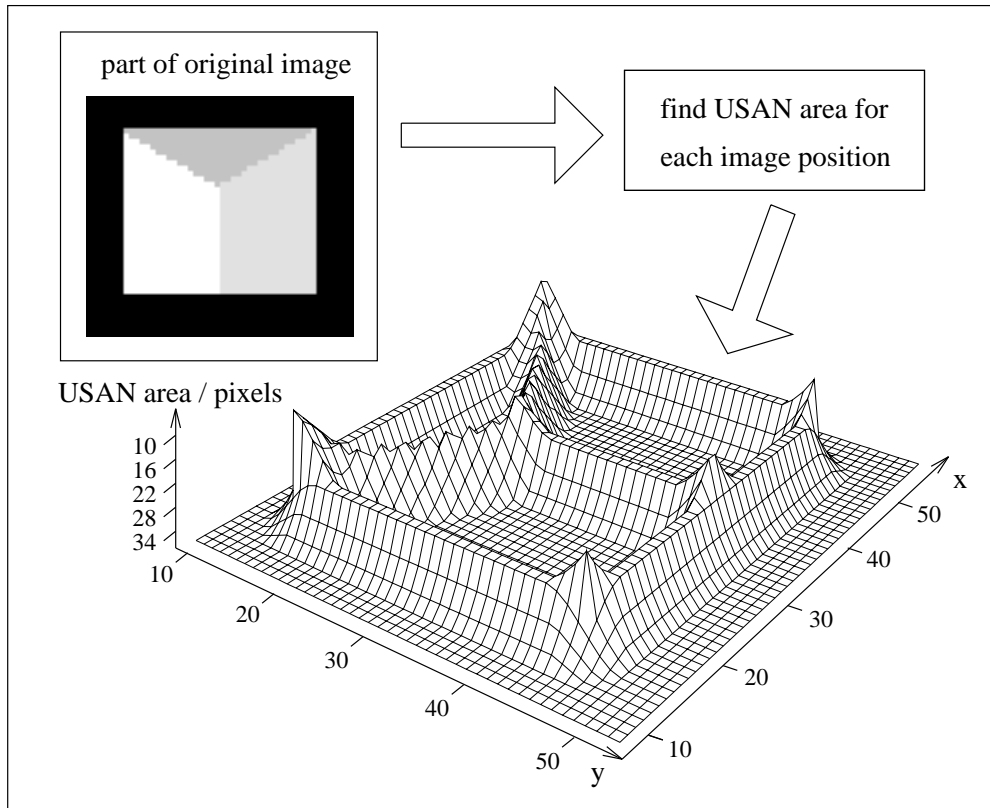 part of original image
find USAN area for
each image position
USAN area / pixels
10
16
22
28
34
10
20
30
40
50
y
10
20
30
40
50
x